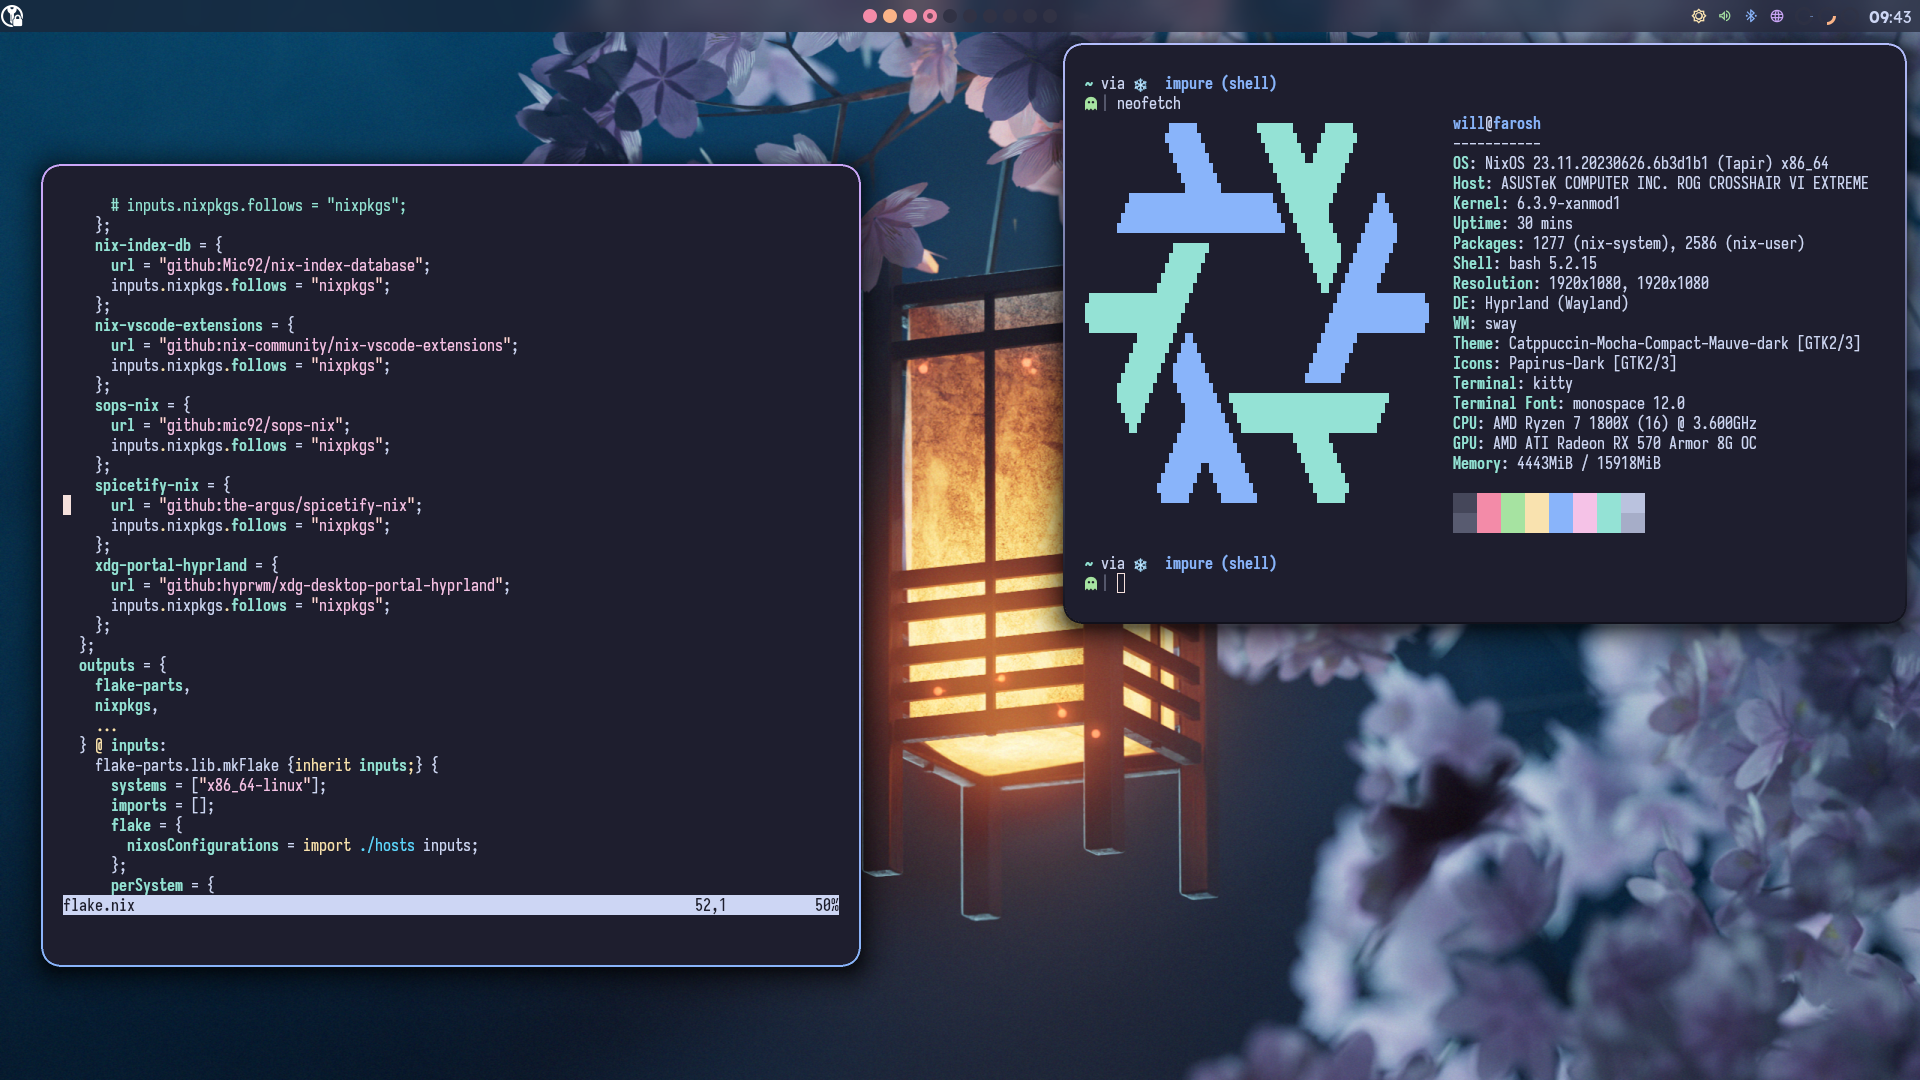 09:43
# inputs.nixpkgs.follows = "nixpkgs";
};
nix-index-db = {
url = "github:Mic92/nix-index-database";
inputs.nixpkgs.follows = "nixpkgs";
};
nix-vscode-extensions = {
url = "github:nix-community/nix-vscode-extensions";
inputs.nixpkgs.follows = "nixpkgs";
};
sops-nix = {
url = "github:mic92/sops-nix";
inputs.nixpkgs.follows = "nixpkgs";
};
spicetify-nix = {
url = "github:the-argus/spicetify-nix";
inputs.nixpkgs.follows = "nixpkgs";
};
xdg-portal-hyprland = {
url = "github:hyprwm/xdg-desktop-portal-hyprland";
inputs.nixpkgs.follows = "nixpkgs";
};
};
outputs = {
flake-parts,
nixpkgs,
...
} @ inputs:
flake-parts.lib.mkFlake {inherit inputs;} {
systems = ["x86_64-linux"];
imports = [];
flake = {
nixosConfigurations = import ./hosts inputs;
};
perSystem = {
flake.nix 52,1 50%
~ via ❄ impure (shell)
| neofetch
will@farosh
-----------
OS: NixOS 23.11.20230626.6b3d1b1 (Tapir) x86_64
Host: ASUSTeK COMPUTER INC. ROG CROSSHAIR VI EXTREME
Kernel: 6.3.9-xanmod1
Uptime: 30 mins
Packages: 1277 (nix-system), 2586 (nix-user)
Shell: bash 5.2.15
Resolution: 1920x1080, 1920x1080
DE: Hyprland (Wayland)
WM: sway
Theme: Catppuccin-Mocha-Compact-Mauve-dark [GTK2/3]
Icons: Papirus-Dark [GTK2/3]
Terminal: kitty
Terminal Font: monospace 12.0
CPU: AMD Ryzen 7 1800X (16) @ 3.600GHz
GPU: AMD ATI Radeon RX 570 Armor 8G OC
Memory: 4443MiB / 15918MiB
~ via ❄ impure (shell)
|